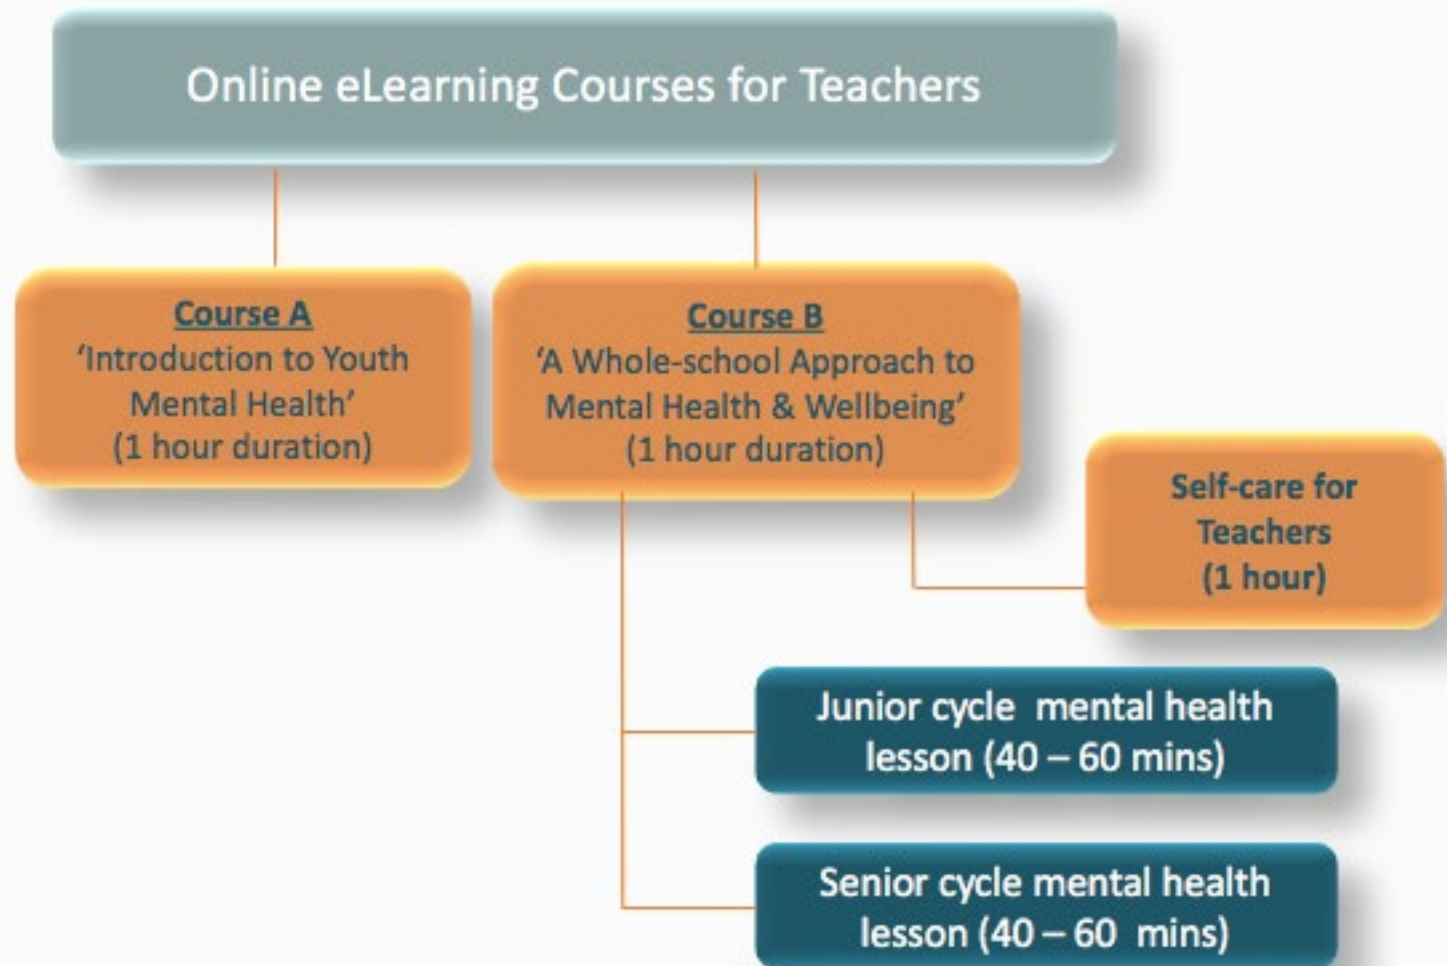 Online eLearning Courses for Teachers
Course A
‘Introduction to Youth
Mental Health’
(1 hour duration)
Course B
‘A Whole-school Approach to
Mental Health & Wellbeing’
(1 hour duration)
Self-care for
Teachers
(1 hour)
Junior cycle  mental health
lesson (40 – 60 mins)
Senior cycle mental health
lesson (40 – 60  mins)